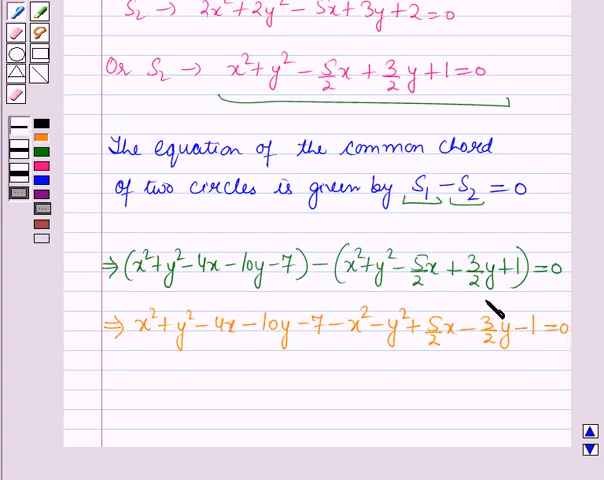 S₂ → 2x² + 2y² − 5x + 3y + 2 = 0
Or S₂ → x² + y² − 5/2 x + 3/2 y + 1 = 0
The equation of the common chord
of two circles is given by S₁ − S₂ = 0
⇒ (x² + y² − 4x − 10y − 7) − (x² + y² − 5/2 x + 3/2 y + 1) = 0
⇒ x² + y² − 4x − 10y − 7 − x² − y² + 5/2 x − 3/2 y − 1 = 0